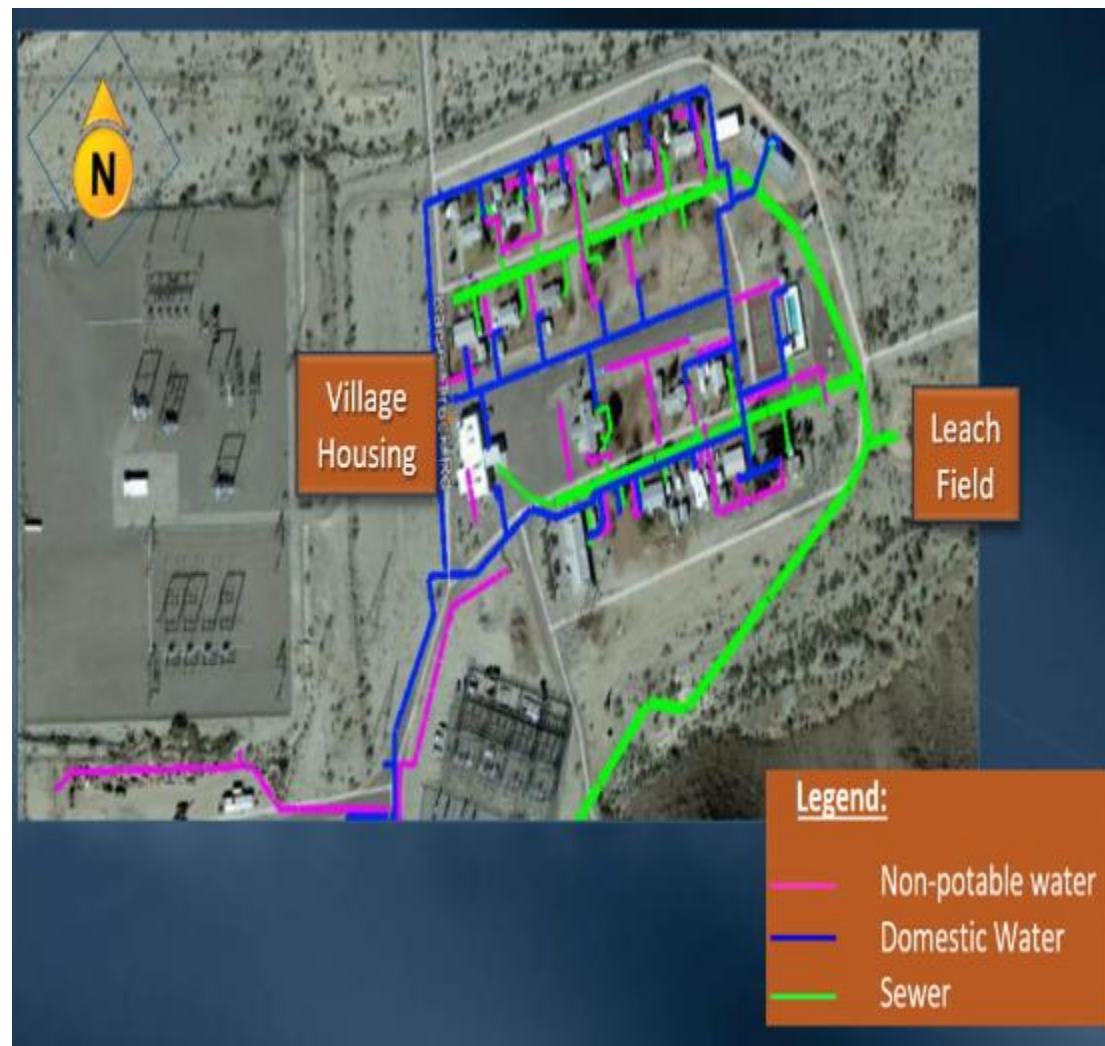 N
Village
Housing
Leach
Field
Legend:
Non-potable water
Domestic Water
Sewer